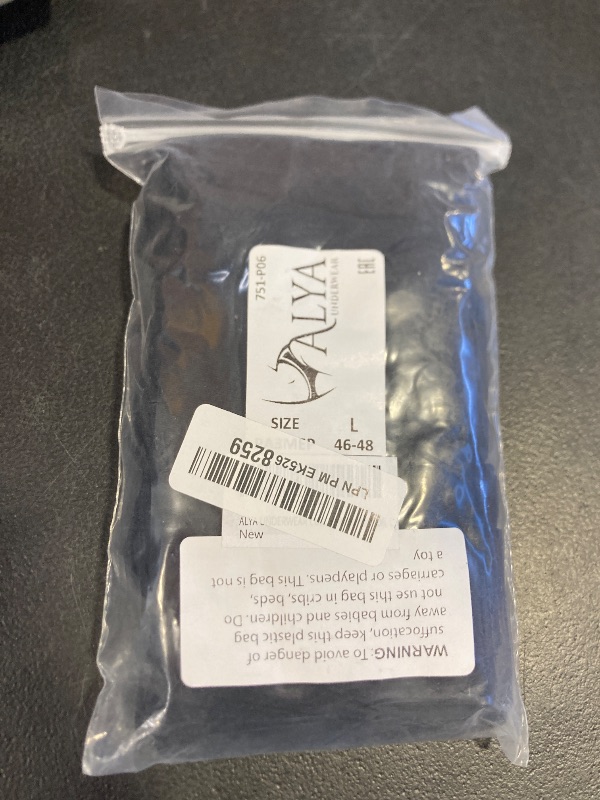 751-P06
ALYA
UNDERWEAR
EAC
SIZE L
46-48
LPN PM EK526 8259
New
WARNING: To avoid danger of
suffocation, keep this plastic bag
away from babies and children. Do
not use this bag in cribs, beds,
carriages or playpens. This bag is not
a toy